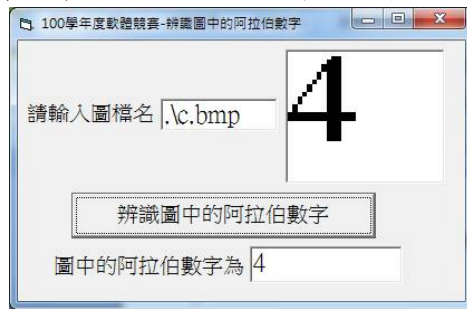 100學年度軟體競賽-辨識圖中的阿拉伯數字
請輸入圖檔名 .\c.bmp
4
辨識圖中的阿拉伯數字
圖中的阿拉伯數字為 4